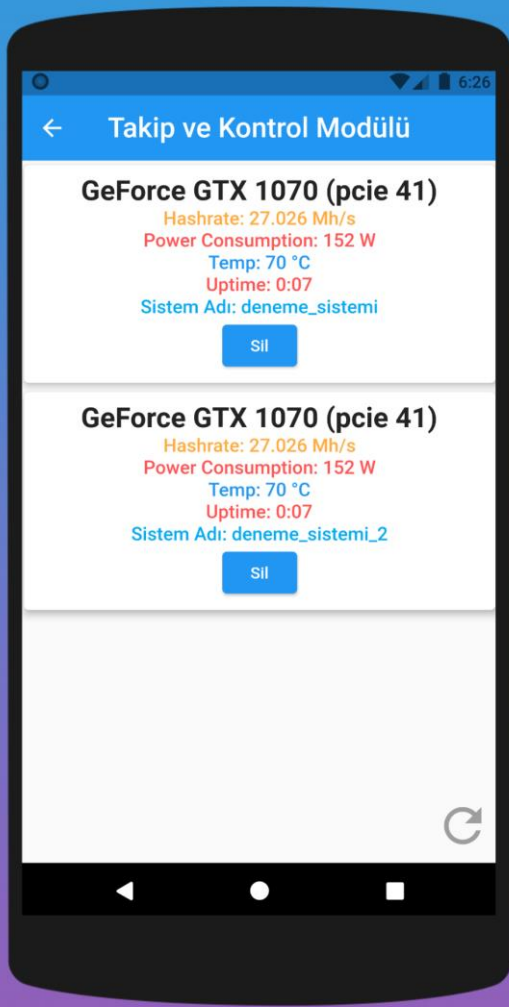 6:26
Takip ve Kontrol Modülü
GeForce GTX 1070 (pcie 41)
Hashrate: 27.026 Mh/s
Power Consumption: 152 W
Temp: 70 °C
Uptime: 0:07
Sistem Adı: deneme_sistemi
Sil
GeForce GTX 1070 (pcie 41)
Hashrate: 27.026 Mh/s
Power Consumption: 152 W
Temp: 70 °C
Uptime: 0:07
Sistem Adı: deneme_sistemi_2
Sil